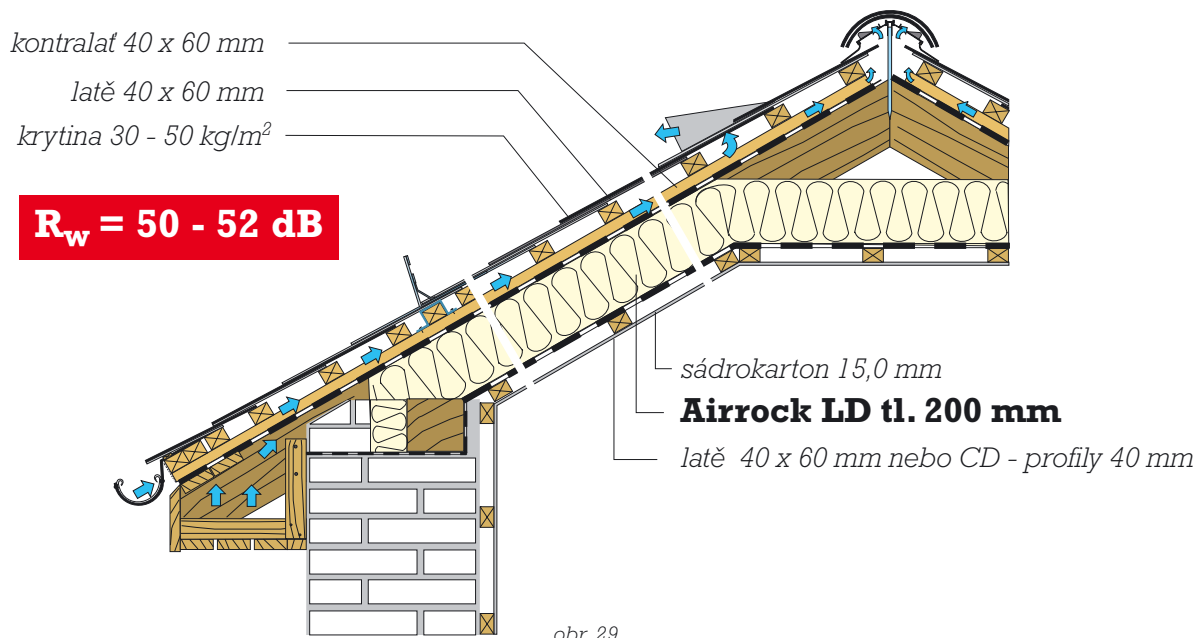 kontralať 40 x 60 mm
latě 40 x 60 mm
krytina 30 - 50 kg/m²
R_w = 50 - 52 dB
sádrokarton 15,0 mm
Airrock LD tl. 200 mm
latě 40 x 60 mm nebo CD - profily 40 mm
obr. 29